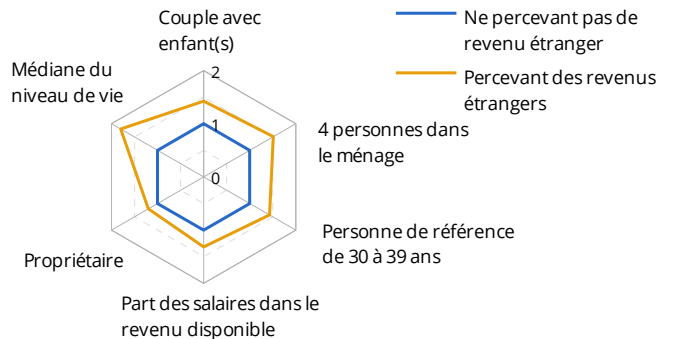 Couple avec
enfant(s)
Ne percevant pas de
revenu étranger
Percevant des revenus
étrangers
Médiane du
niveau de vie
2
1
0
4 personnes dans
le ménage
Personne de référence
de 30 à 39 ans
Propriétaire
Part des salaires dans le
revenu disponible